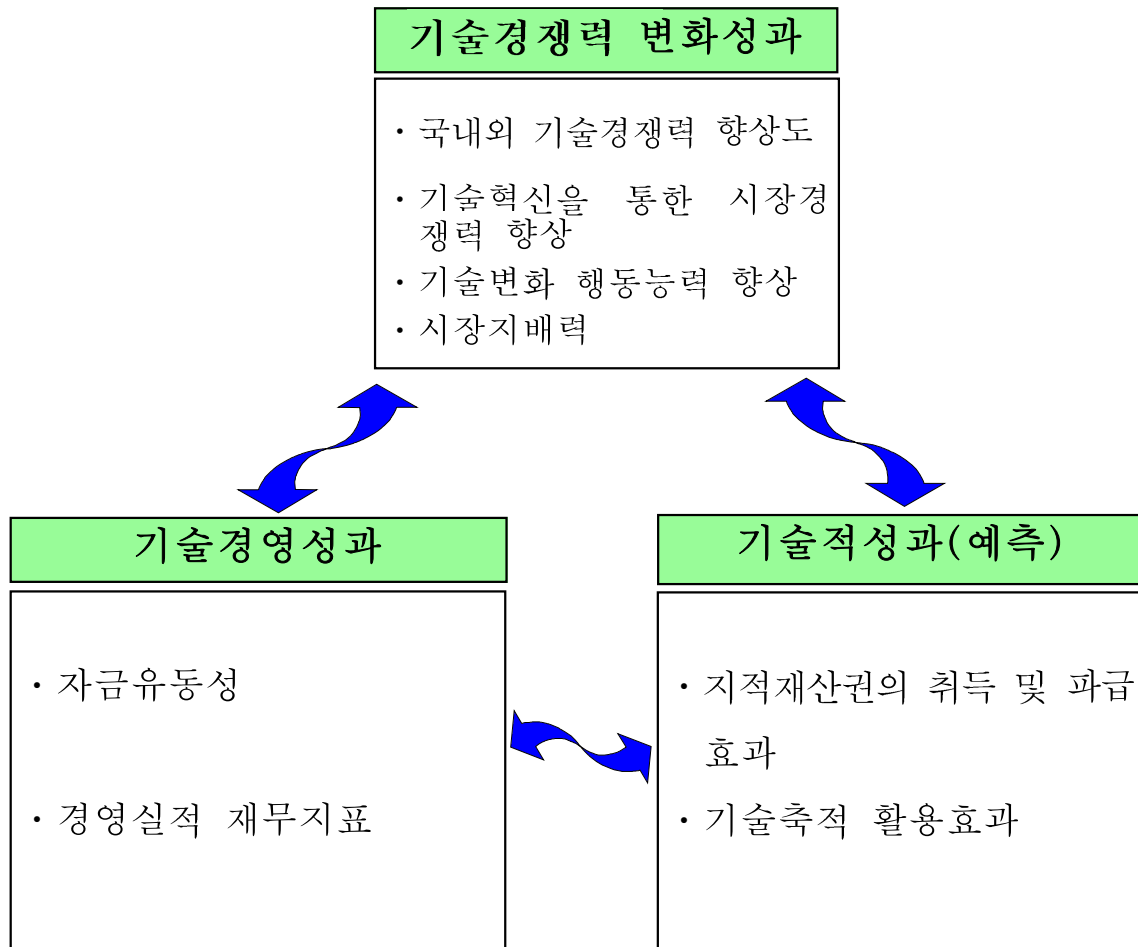 기술경쟁력 변화성과
· 국내외 기술경쟁력 향상도
· 기술혁신을 통한 시장경
쟁력 향상
· 기술변화 행동능력 향상
· 시장지배력
기술경영성과
· 자금유동성
· 경영실적 재무지표
기술적성과(예측)
· 지적재산권의 취득 및 파급
효과
· 기술축적 활용효과